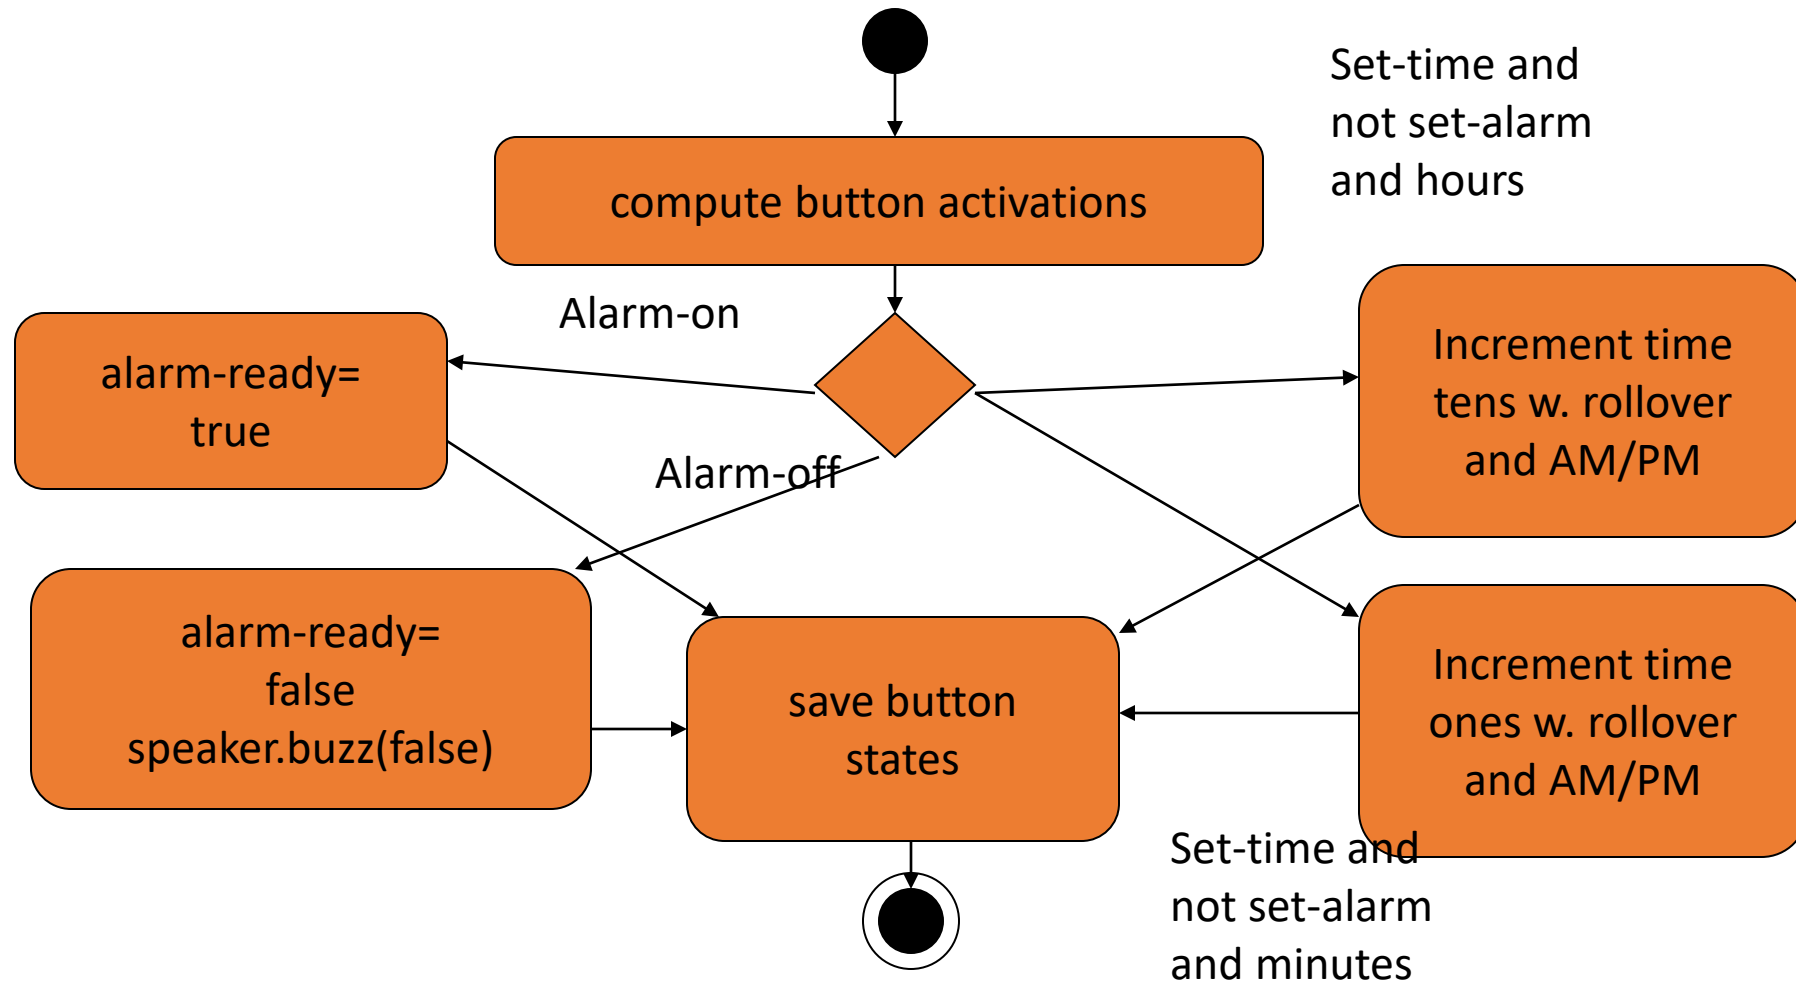 Set-time and
not set-alarm
and hours
compute button activations
Alarm-on
alarm-ready=
true
Increment time
tens w. rollover
and AM/PM
Alarm-off
alarm-ready=
false
speaker.buzz(false)
save button
states
Increment time
ones w. rollover
and AM/PM
Set-time and
not set-alarm
and minutes